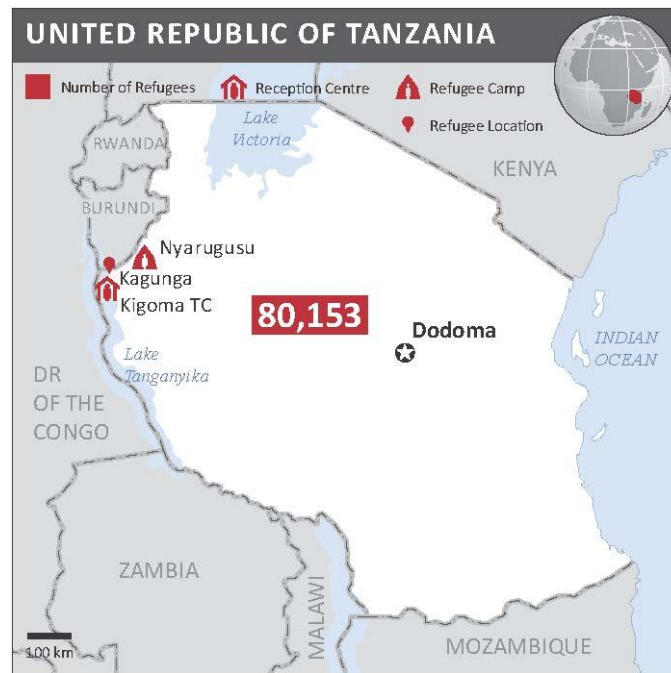 UNITED REPUBLIC OF TANZANIA
Number of Refugees
Reception Centre
Refugee Camp
Refugee Location
Lake
Victoria
RWANDA
KENYA
BURUNDI
Nyarugusu
Kagunga
Kigoma TC
80,153
Dodoma
INDIAN
OCEAN
Lake
Tanganyika
DR
OF THE
CONGO
ZAMBIA
MALAWI
MOZAMBIQUE
100 km